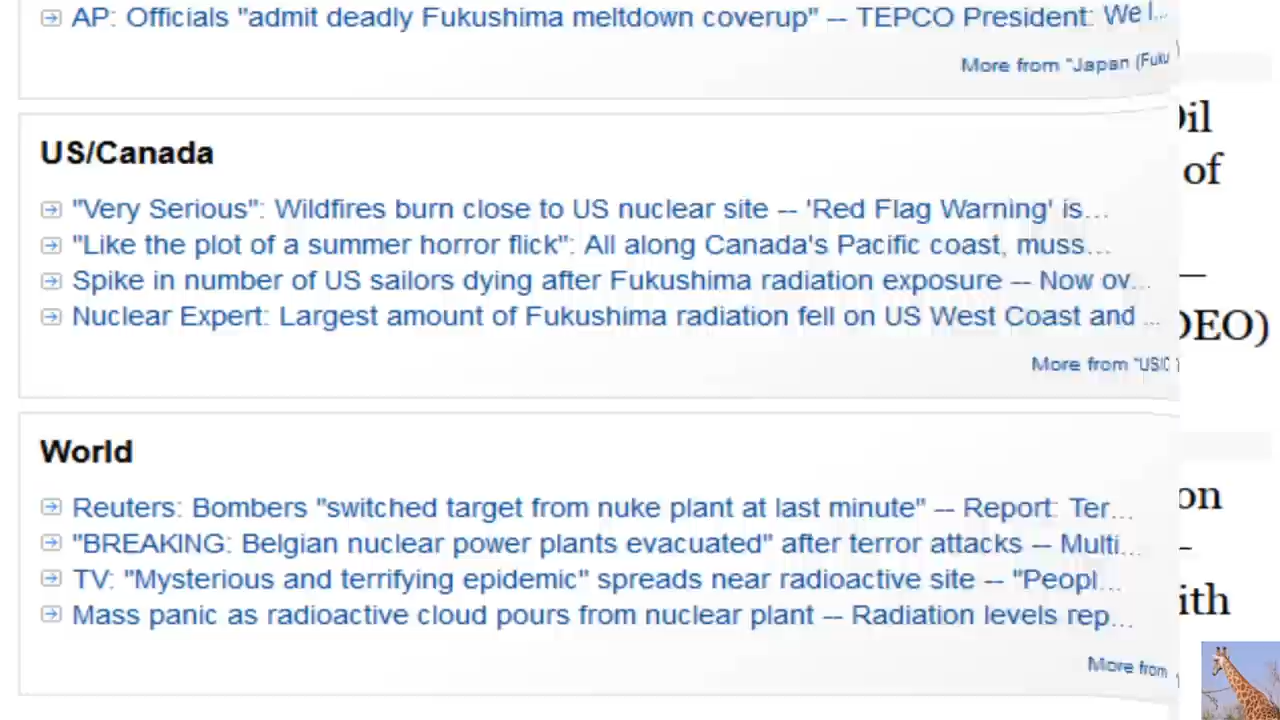 AP: Officials "admit deadly Fukushima meltdown coverup" -- TEPCO President: We l...
More from "Japan (Fuku
US/Canada
"Very Serious": Wildfires burn close to US nuclear site -- 'Red Flag Warning' is...
"Like the plot of a summer horror flick": All along Canada's Pacific coast, muss...
Spike in number of US sailors dying after Fukushima radiation exposure -- Now ov...
Nuclear Expert: Largest amount of Fukushima radiation fell on US West Coast and ...
More from "US/C
World
Reuters: Bombers "switched target from nuke plant at last minute" -- Report: Ter...
"BREAKING: Belgian nuclear power plants evacuated" after terror attacks -- Multi...
TV: "Mysterious and terrifying epidemic" spreads near radioactive site -- "Peopl...
Mass panic as radioactive cloud pours from nuclear plant -- Radiation levels rep...
More from
Oil
of
—
DEO)
on
–
ith